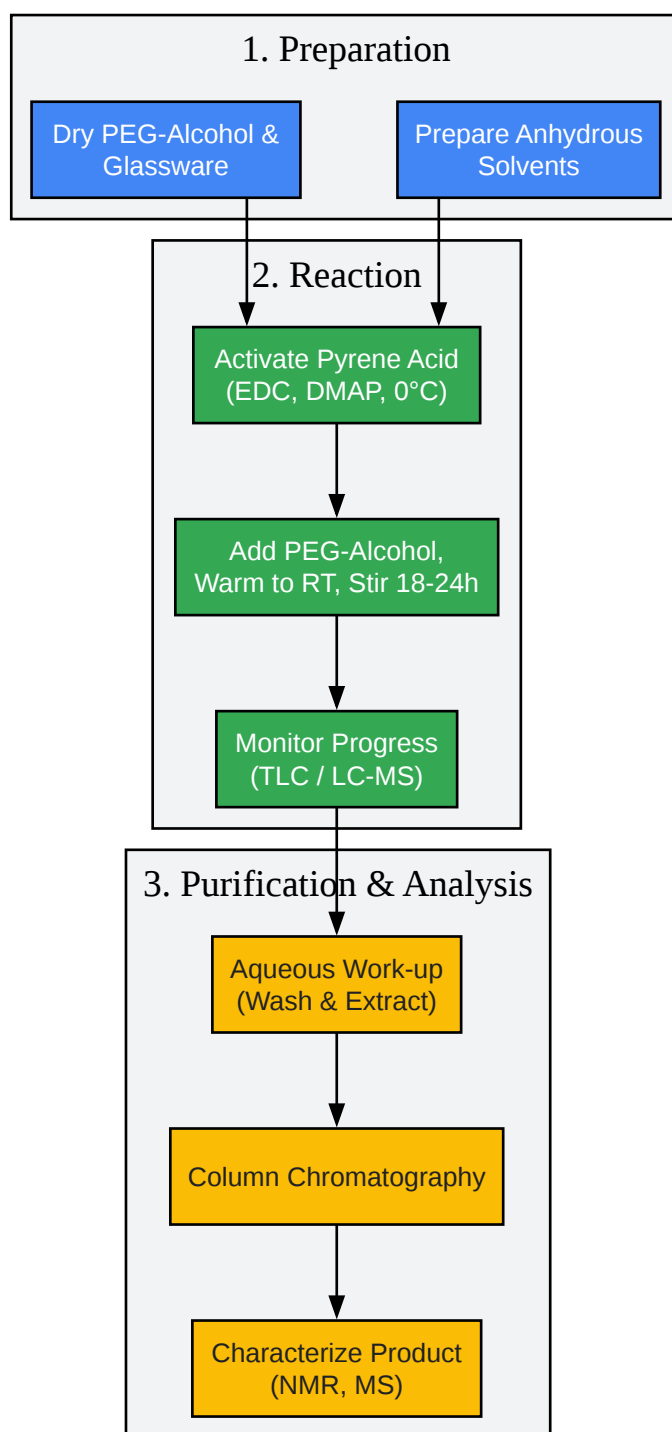 1. Preparation
Dry PEG-Alcohol &
Glassware
Prepare Anhydrous
Solvents
2. Reaction
Activate Pyrene Acid
(EDC, DMAP, 0°C)
Add PEG-Alcohol,
Warm to RT, Stir 18-24h
Monitor Progress
(TLC / LC-MS)
3. Purification & Analysis
Aqueous Work-up
(Wash & Extract)
Column Chromatography
Characterize Product
(NMR, MS)